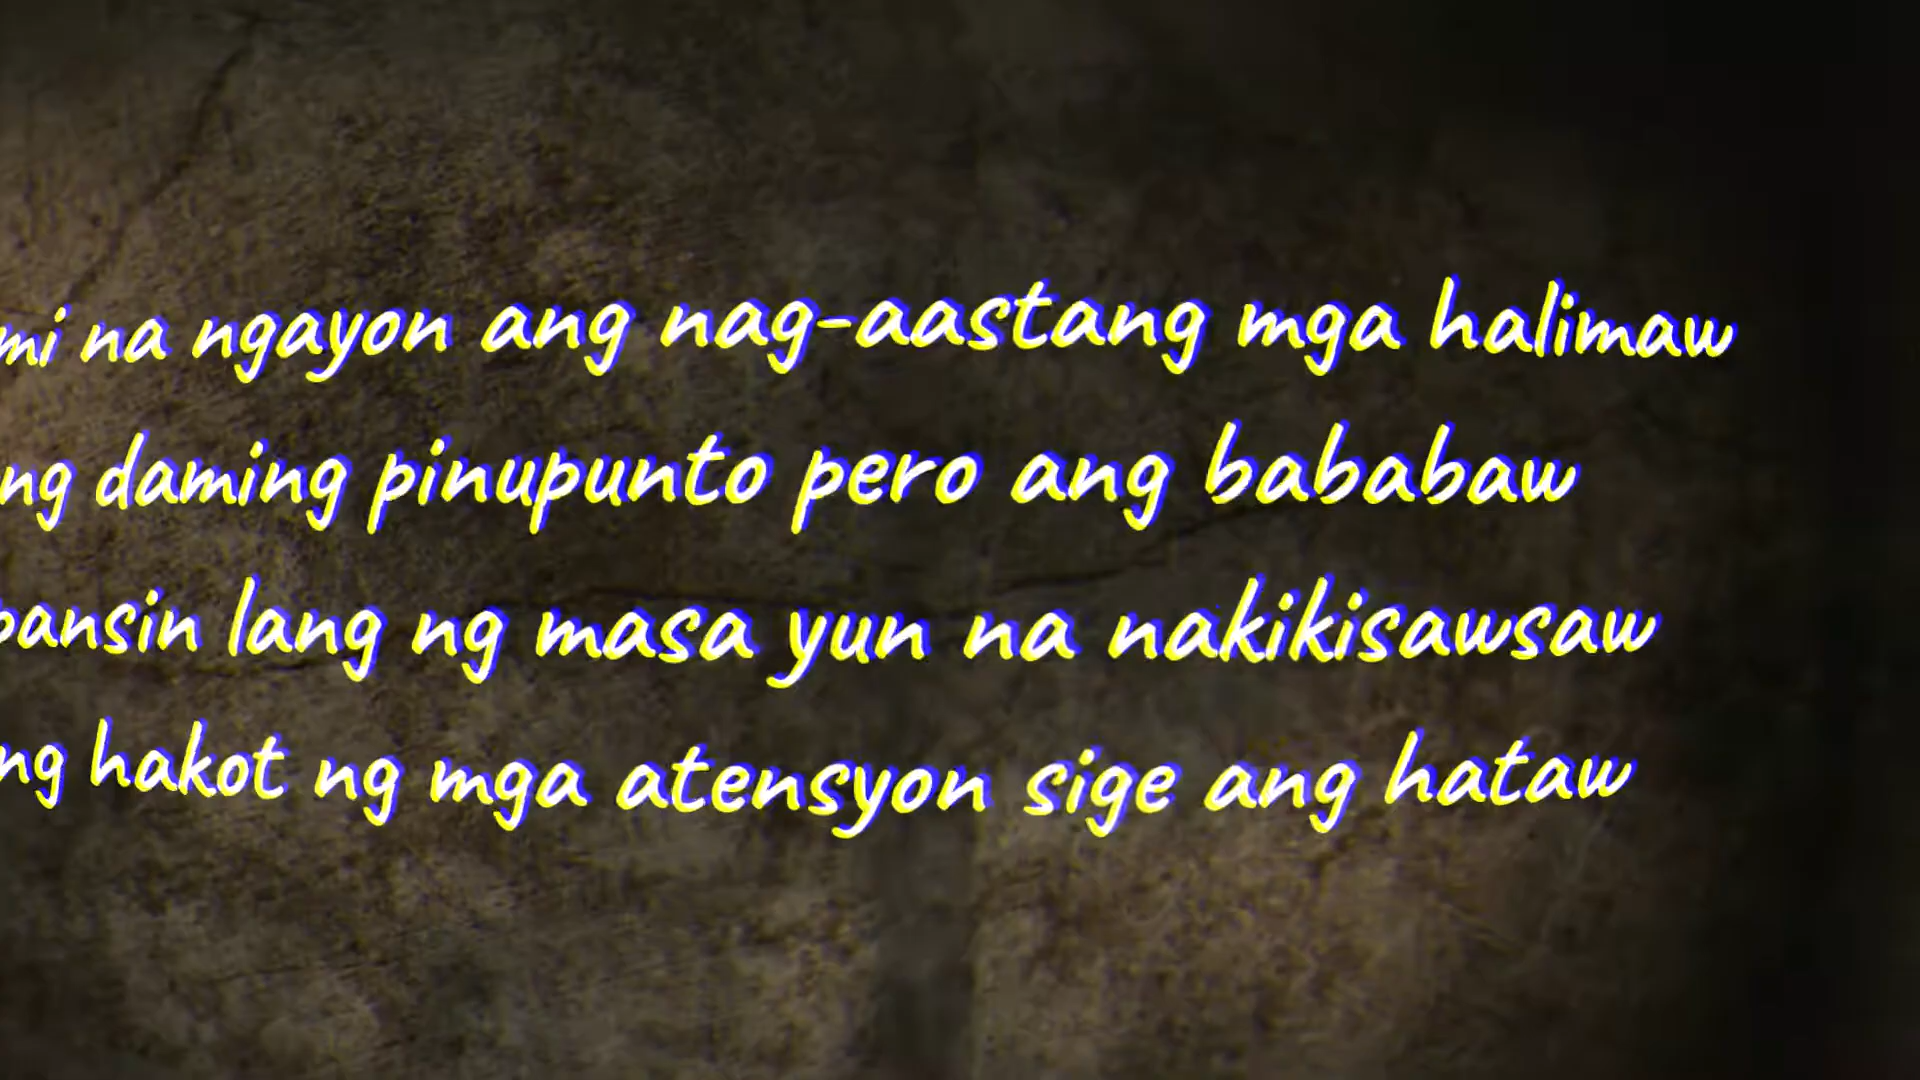 mi na ngayon ang nag-aastang mga halimaw
ng daming pinupunto pero ang bababaw
pansin lang ng masa yun na nakikisawsaw
ng hakot ng mga atensyon sige ang hataw